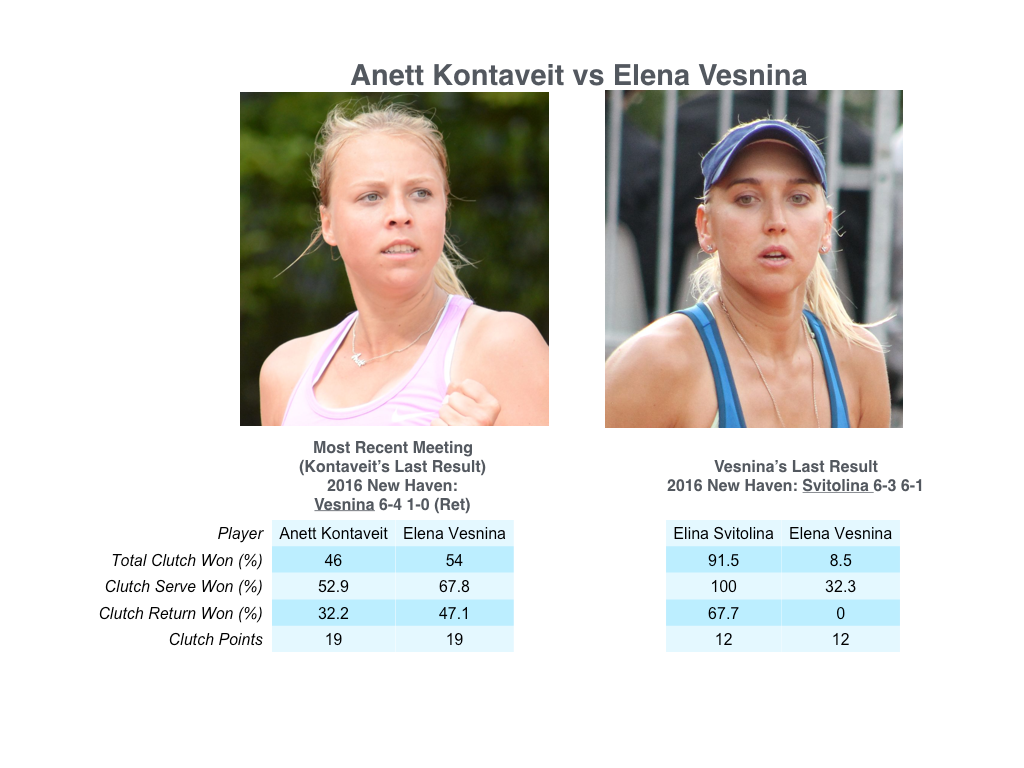 Anett Kontaveit vs Elena Vesnina
Most Recent Meeting
(Kontaveit’s Last Result)
2016 New Haven:
Vesnina 6-4 1-0 (Ret)
Vesnina’s Last Result
2016 New Haven: Svitolina 6-3 6-1
Player Anett Kontaveit Elena Vesnina Elina Svitolina Elena Vesnina
Total Clutch Won (%) 46 54 91.5 8.5
Clutch Serve Won (%) 52.9 67.8 100 32.3
Clutch Return Won (%) 32.2 47.1 67.7 0
Clutch Points 19 19 12 12